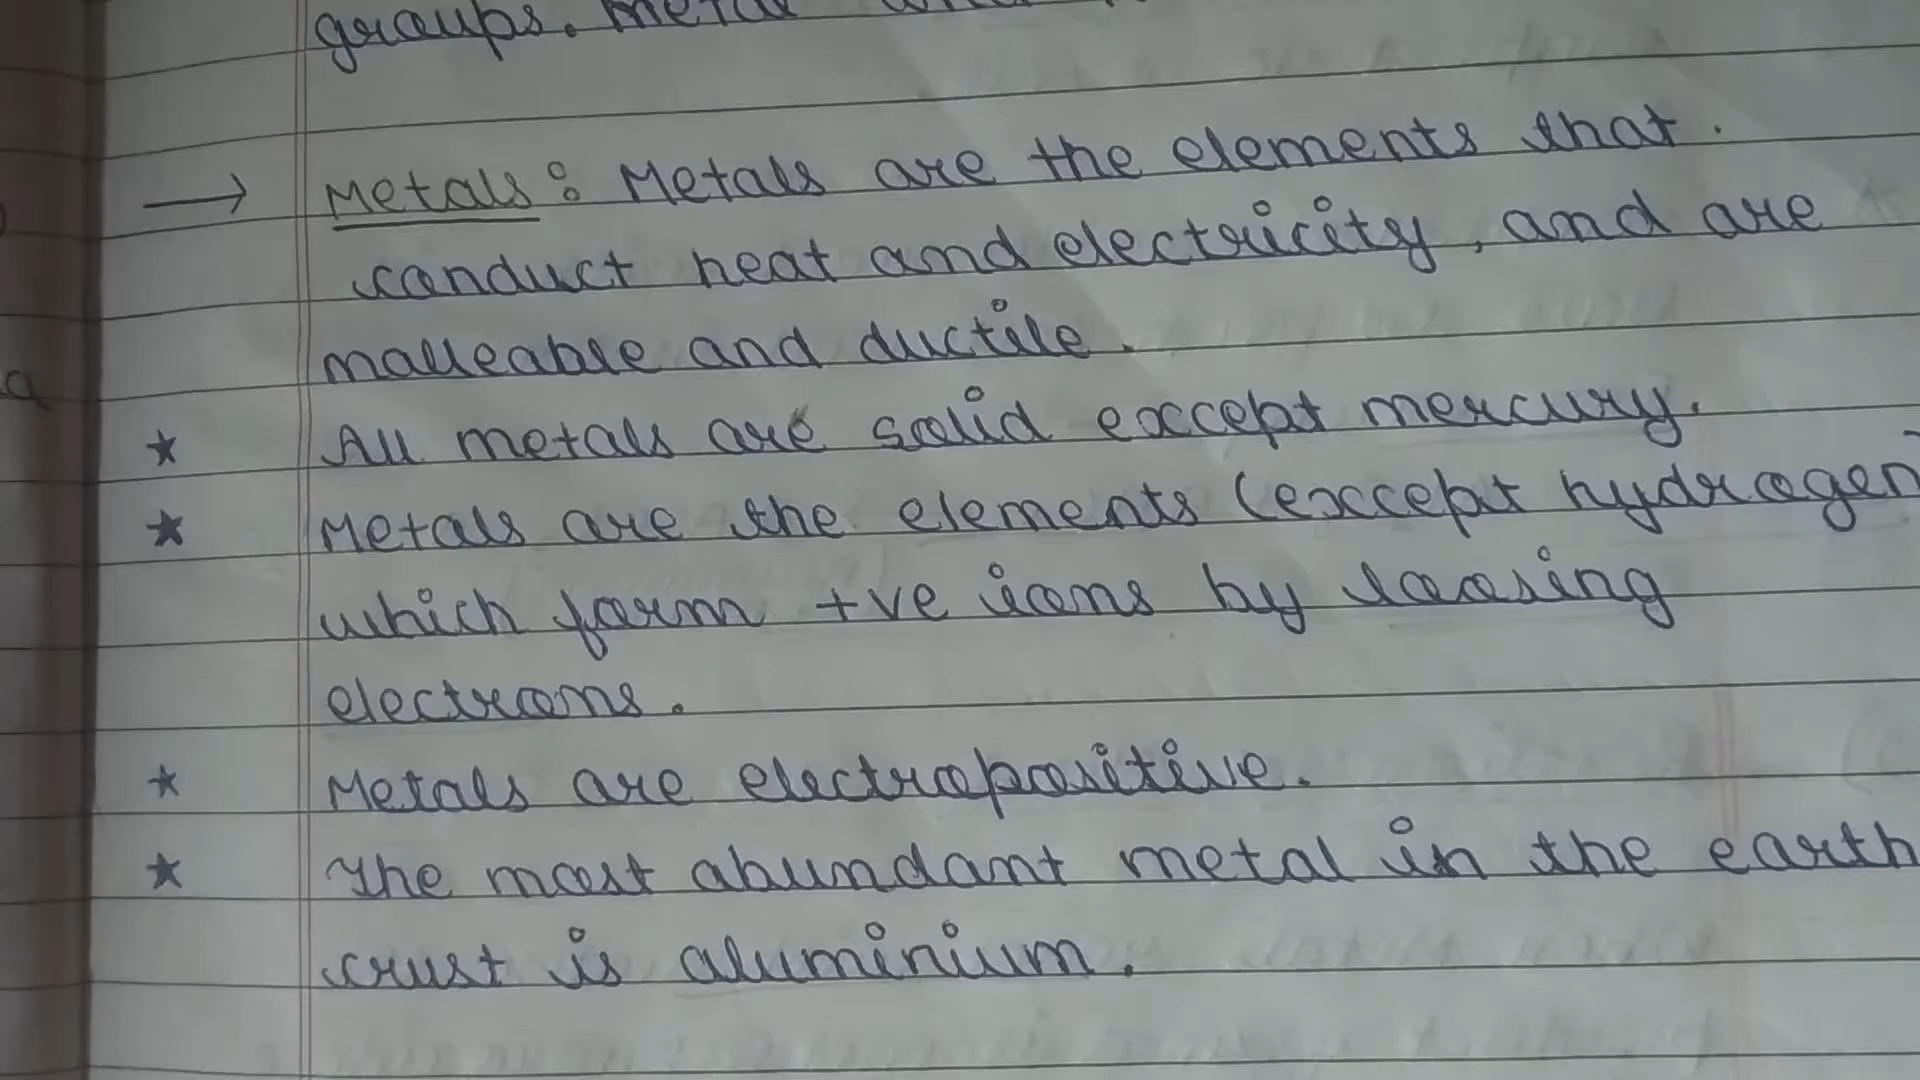 groups. Metal
→ Metals : Metals are the elements that.
conduct heat and electricity, and are
malleable and ductile.
★ All metals are solid except mercury.
★ Metals are the elements (except hydrogen
which form +ve ions by loosing
electrons.
★ Metals are electropositive.
★ The most abundant metal in the earth
crust is aluminium.